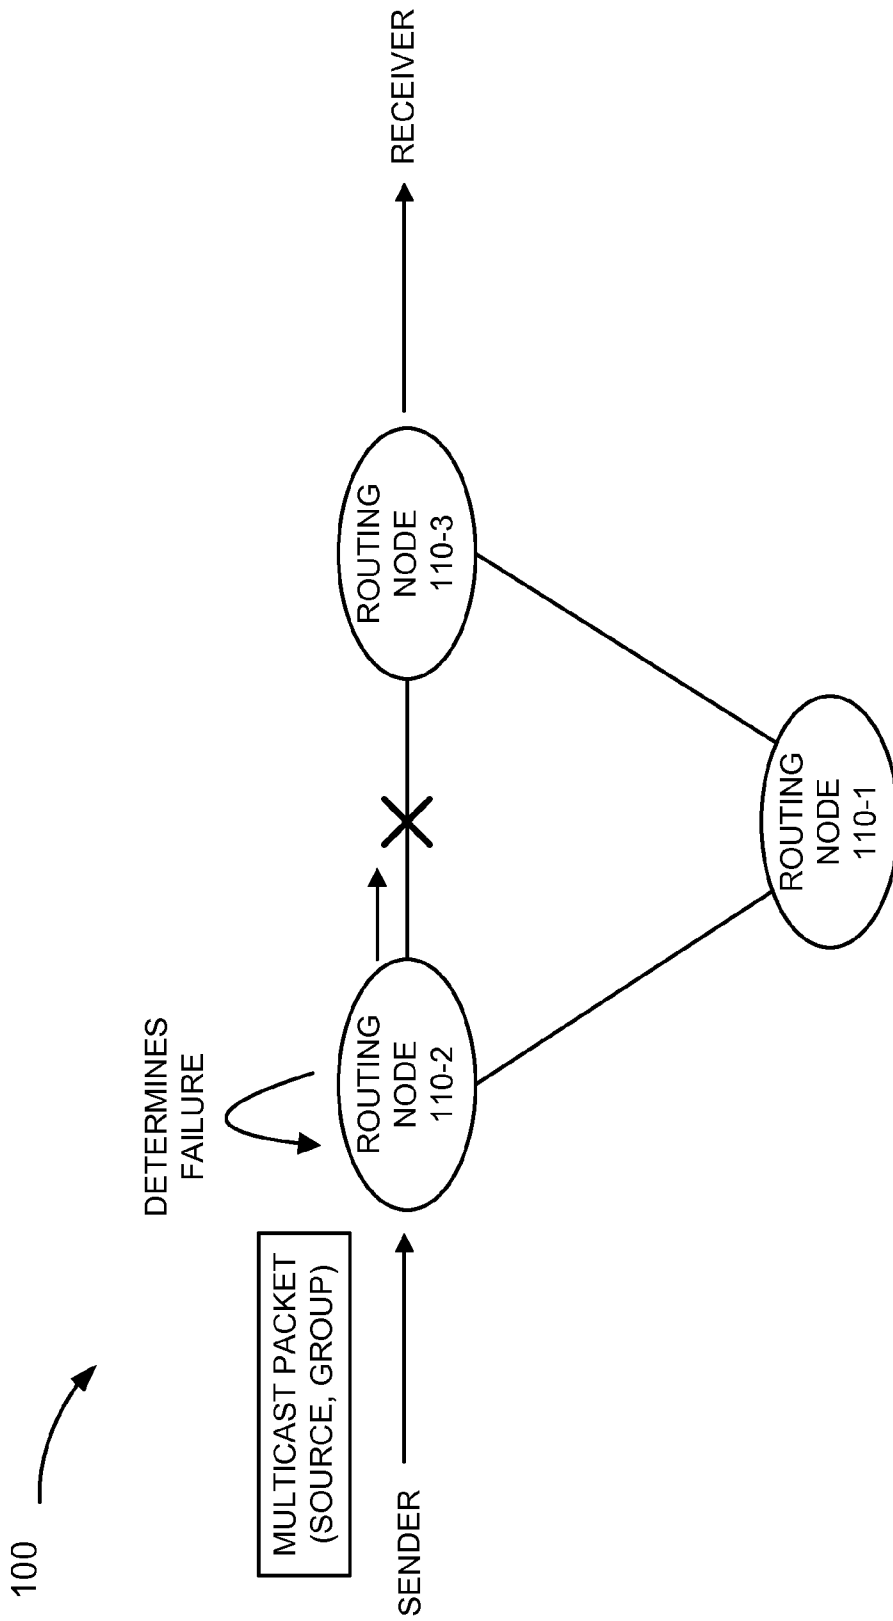 100
DETERMINES
FAILURE
MULTICAST PACKET
(SOURCE, GROUP)
SENDER
ROUTING
NODE
110-2
ROUTING
NODE
110-3
RECEIVER
ROUTING
NODE
110-1